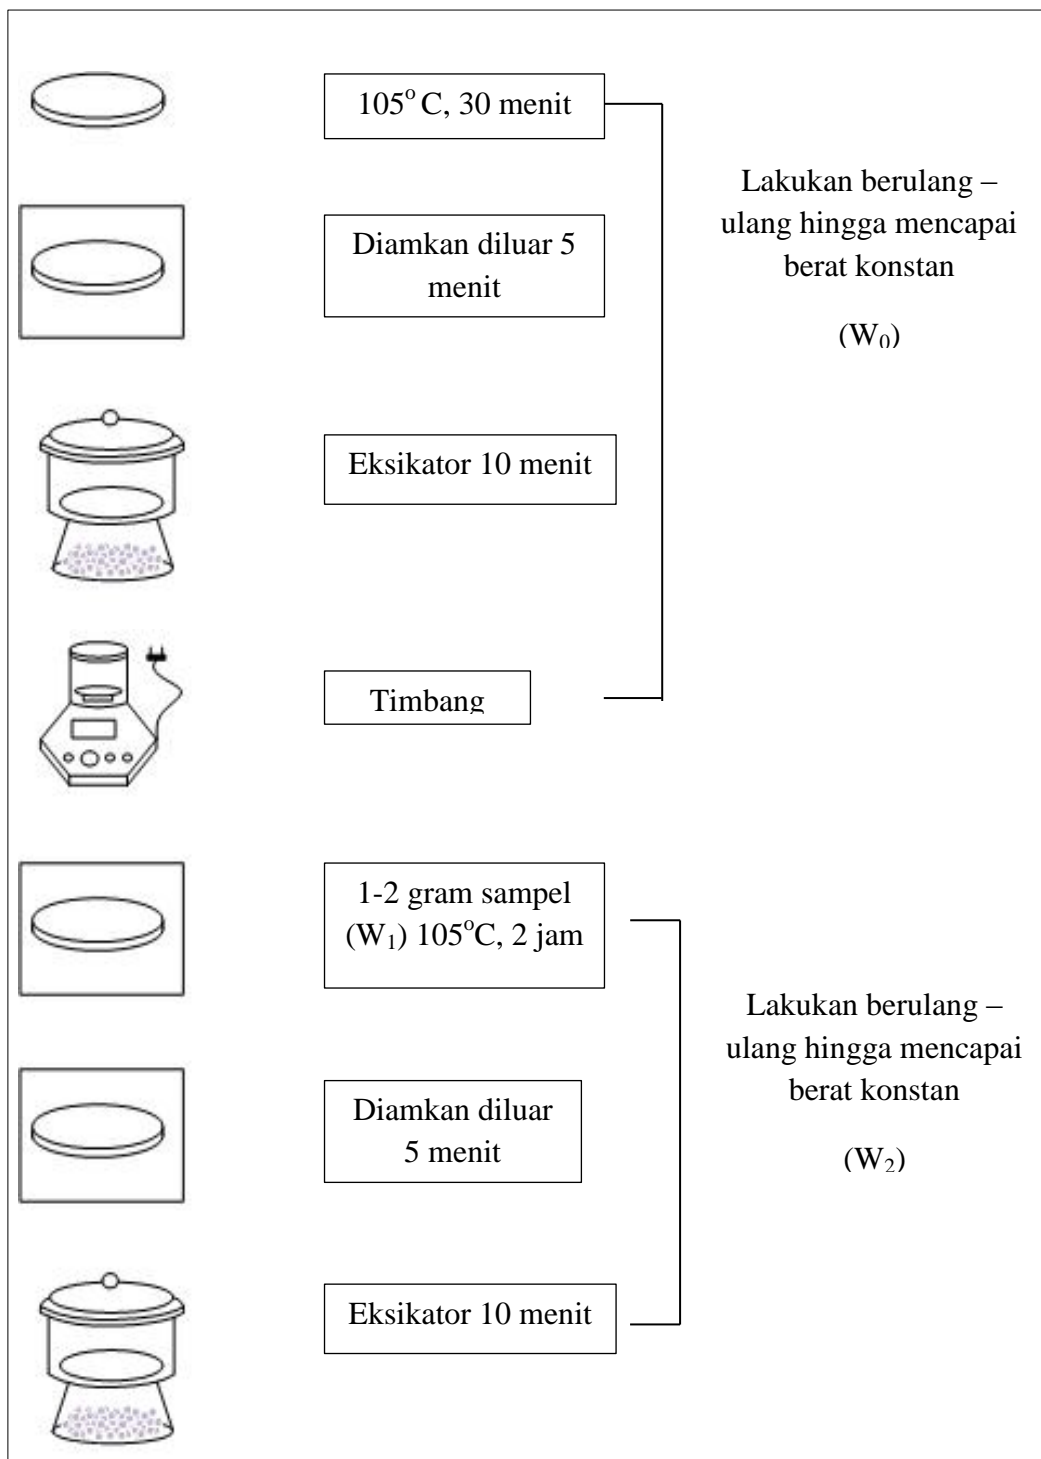 105° C, 30 menit
Lakukan berulang –
ulang hingga mencapai
berat konstan
(W₀)
Diamkan diluar 5
menit
Eksikator 10 menit
Timbang
1-2 gram sampel
(W₁) 105°C, 2 jam
Lakukan berulang –
ulang hingga mencapai
berat konstan
(W₂)
Diamkan diluar
5 menit
Eksikator 10 menit